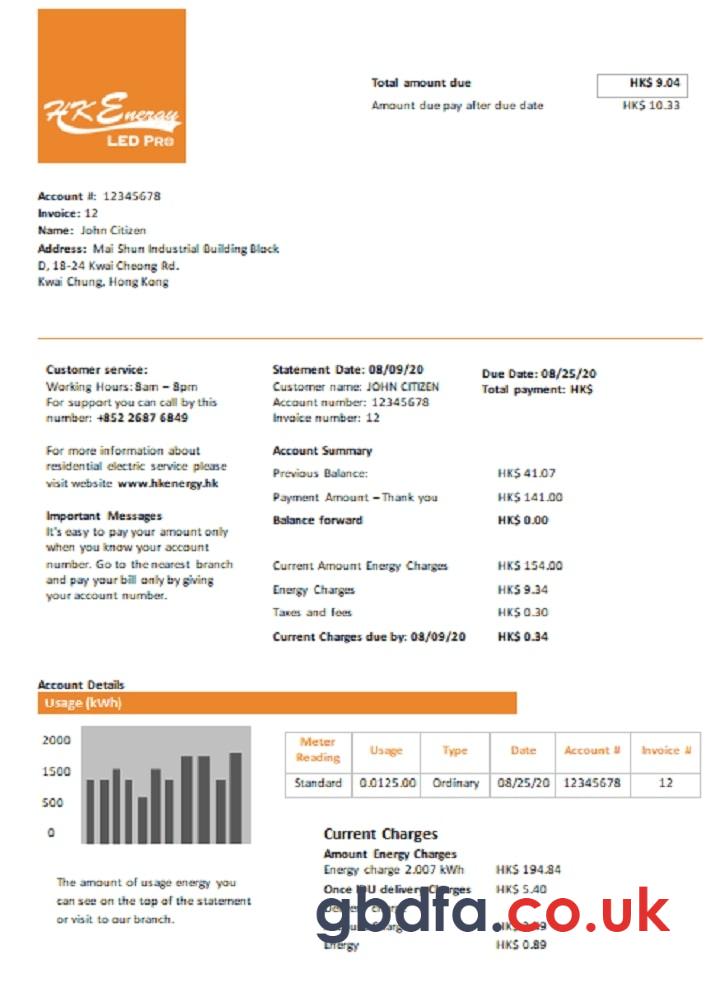 HK Energy
LED PRO
Total amount due HK$ 9.04
Amount due pay after due date HK$ 10.33
Account #: 12345678
Invoice: 12
Name: John Citizen
Address: Mai Shun Industrial Building Block
D, 18-24 Kwai Cheong Rd.
Kwai Chung, Hong Kong
Customer service:
Working Hours: 8am – 8pm
For support you can call by this
number: +852 2687 6849
For more information about
residential electric service please
visit website www.hkenergy.hk
Important Messages
It's easy to pay your amount only
when you know your account
number. Go to the nearest branch
and pay your bill only by giving
your account number.
Statement Date: 08/09/20
Customer name: JOHN CITIZEN
Account number: 12345678
Invoice number: 12
Due Date: 08/25/20
Total payment: HK$
Account Summary
Previous Balance: HK$ 41.07
Payment Amount – Thank you HK$ 141.00
Balance forward HK$ 0.00
Current Amount Energy Charges HK$ 154.00
Energy Charges HK$ 9.34
Taxes and fees HK$ 0.30
Current Charges due by: 08/09/20 HK$ 0.34
Account Details
Usage (kWh)
2000
1500
500
0
The amount of usage energy you
can see on the top of the statement
or visit to our branch.
Meter Reading Usage Type Date Account # Invoice #
Standard 0.0125.00 Ordinary 08/25/20 12345678 12
Current Charges
Amount Energy Charges
Energy charge 2.007 kWh HK$ 194.84
Once delivery Charges HK$ 5.40
Energy HK$ 0.89
gbdfa.co.uk